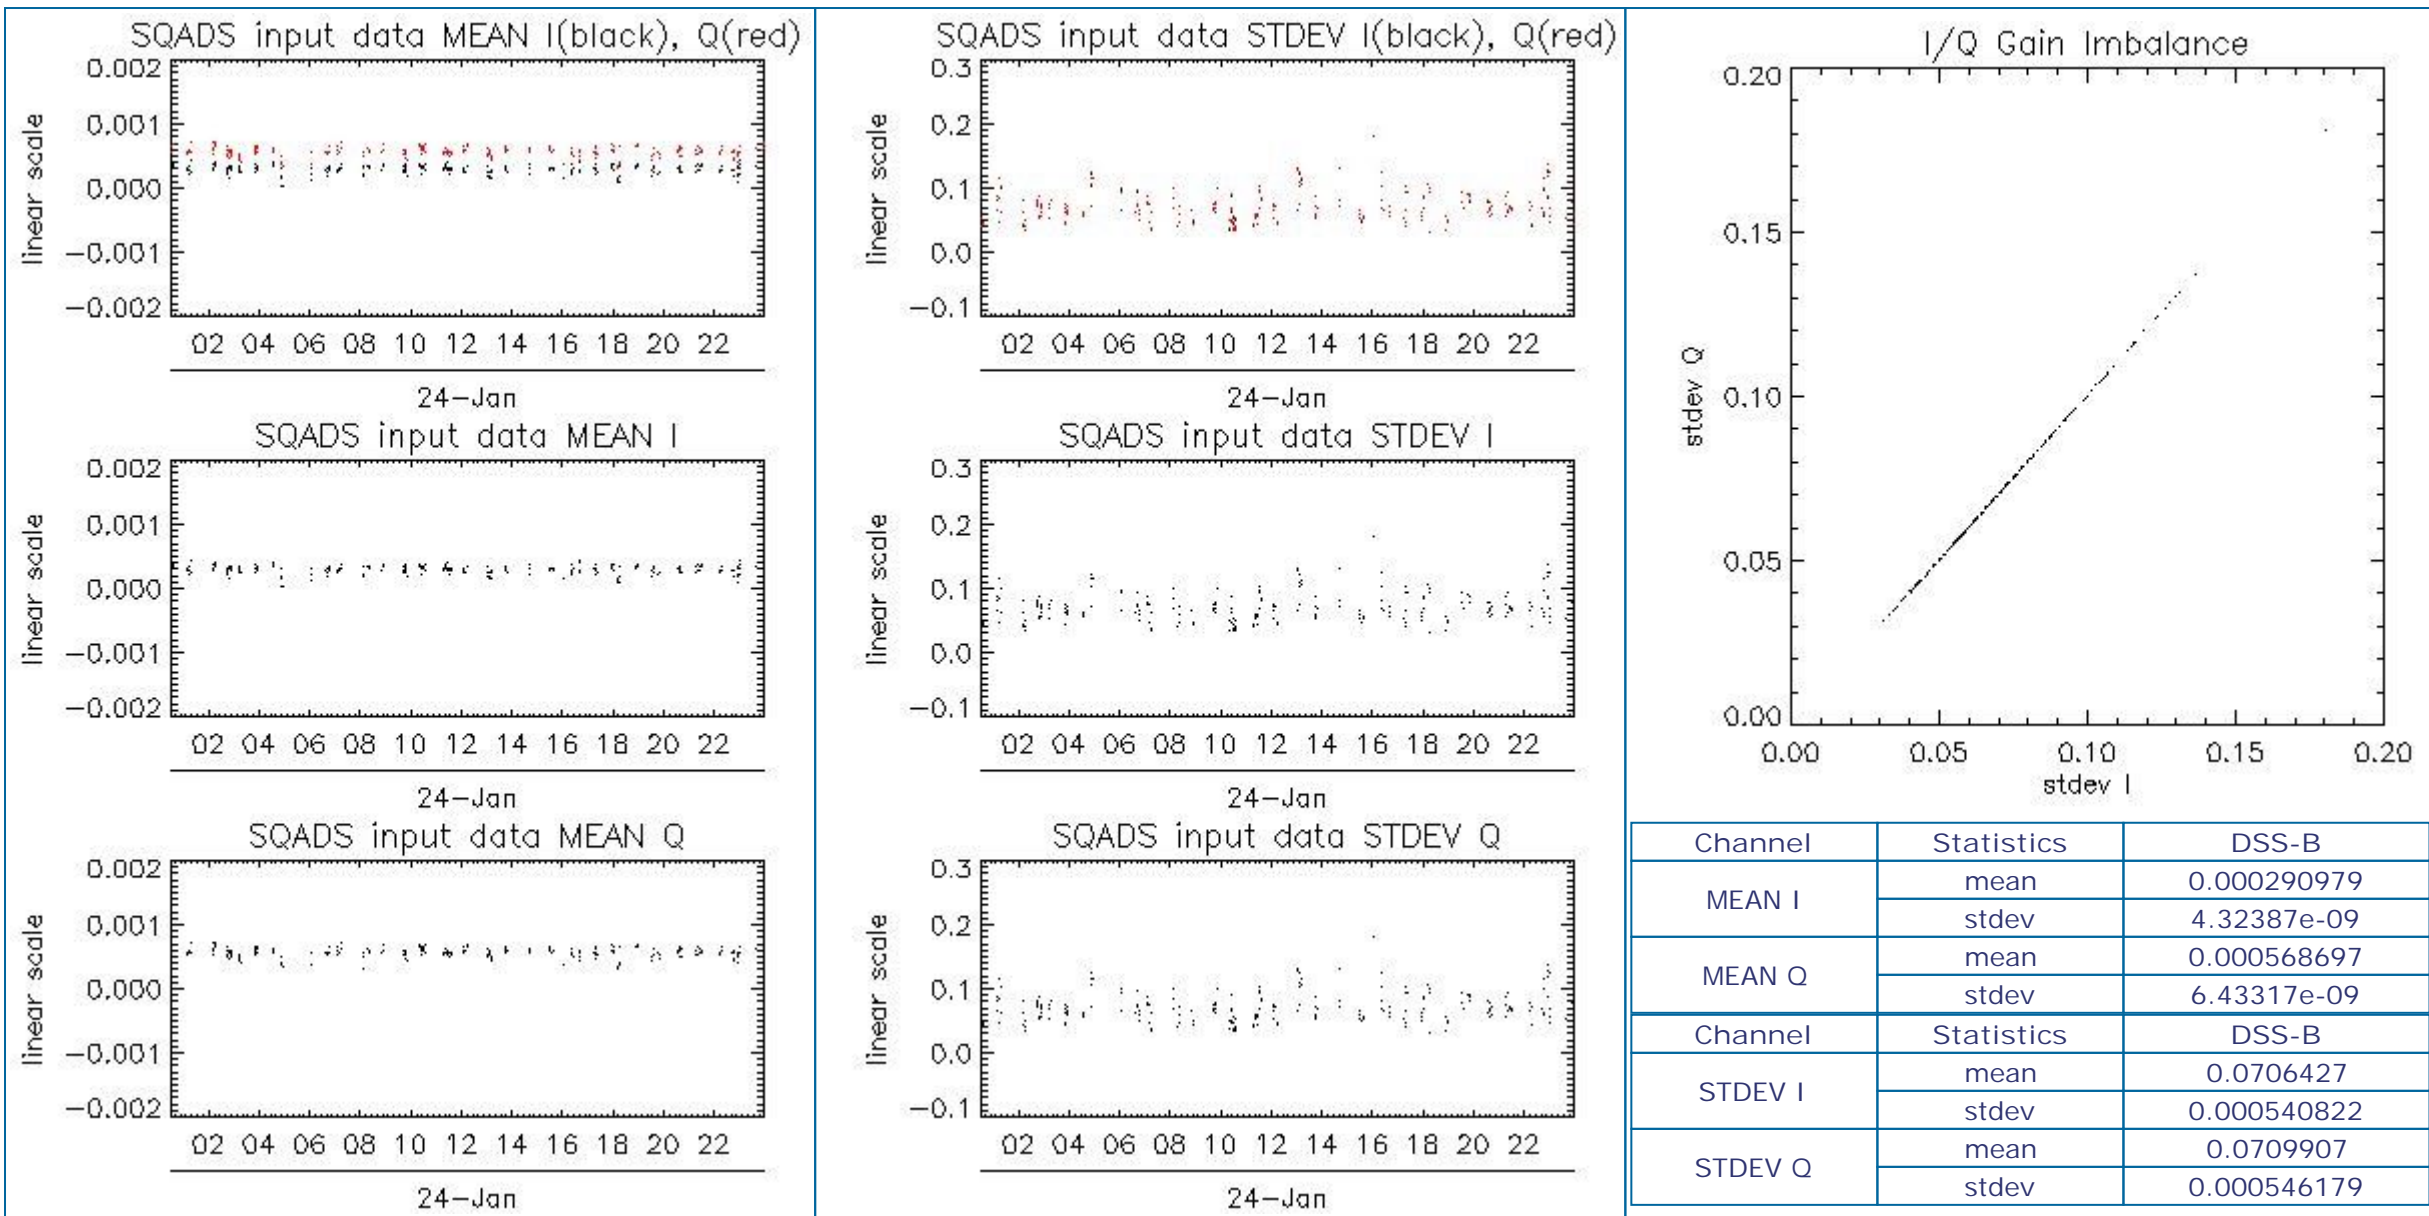 SQADS input data MEAN I(black), Q(red)
linear scale
0.002
0.001
0.000
−0.001
−0.002
02 04 06 08 10 12 14 16 18 20 22
24−Jan
SQADS input data MEAN I
linear scale
0.002
0.001
0.000
−0.001
−0.002
02 04 06 08 10 12 14 16 18 20 22
24−Jan
SQADS input data MEAN Q
linear scale
0.002
0.001
0.000
−0.001
−0.002
02 04 06 08 10 12 14 16 18 20 22
24−Jan
SQADS input data STDEV I(black), Q(red)
linear scale
0.3
0.2
0.1
0.0
−0.1
02 04 06 08 10 12 14 16 18 20 22
24−Jan
SQADS input data STDEV I
linear scale
0.3
0.2
0.1
0.0
−0.1
02 04 06 08 10 12 14 16 18 20 22
24−Jan
SQADS input data STDEV Q
linear scale
0.3
0.2
0.1
0.0
−0.1
02 04 06 08 10 12 14 16 18 20 22
24−Jan
I/Q Gain Imbalance
stdev Q
0.20
0.15
0.10
0.05
0.00
0.00 0.05 0.10 0.15 0.20
stdev I
Channel Statistics DSS-B
MEAN I
mean 0.000290979
stdev 4.32387e-09
MEAN Q
mean 0.000568697
stdev 6.43317e-09
Channel Statistics DSS-B
STDEV I
mean 0.0706427
stdev 0.000540822
STDEV Q
mean 0.0709907
stdev 0.000546179